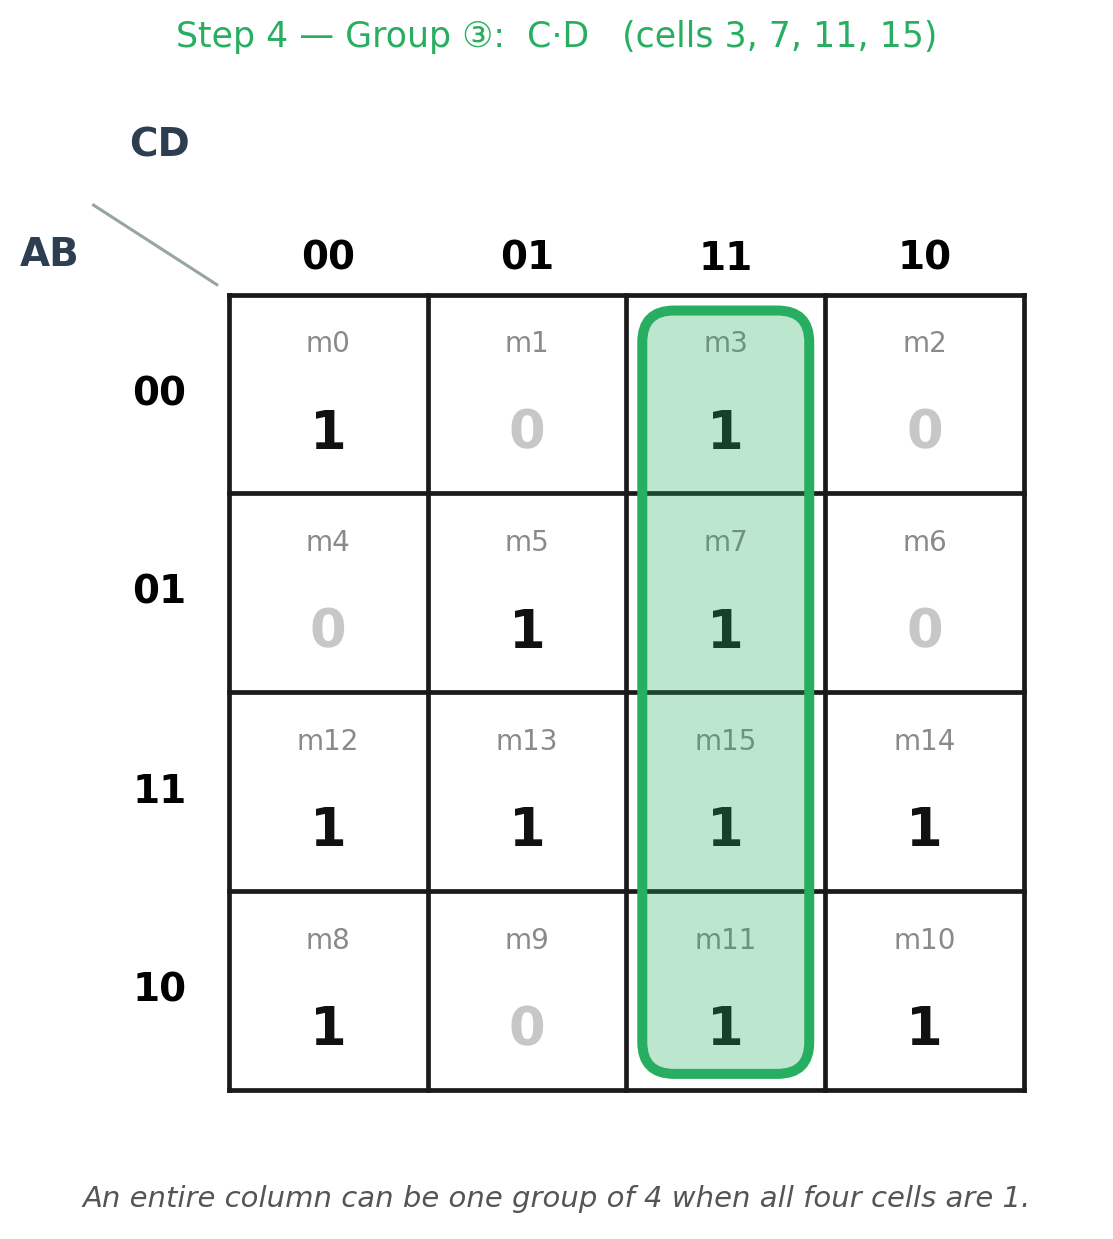 Step 4 — Group ③:  C·D   (cells 3, 7, 11, 15)
CD
AB
00 01 11 10
m0 m1 m3 m2
00
1 0 1 0
m4 m5 m7 m6
01
0 1 1 0
m12 m13 m15 m14
11
1 1 1 1
m8 m9 m11 m10
10
1 0 1 1
An entire column can be one group of 4 when all four cells are 1.